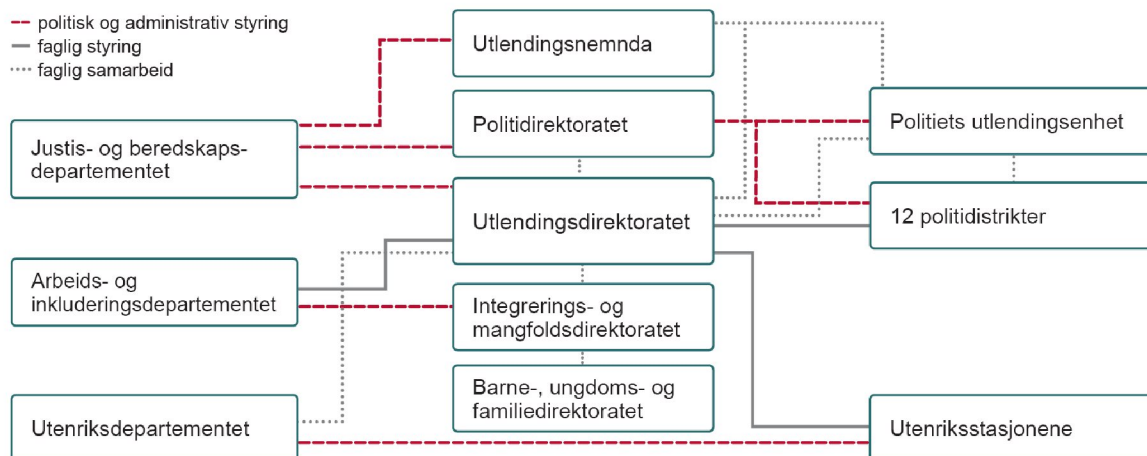 politisk og administrativ styring
faglig styring
faglig samarbeid
Justis- og beredskaps-
departementet
Arbeids- og
inkluderingsdepartementet
Utenriksdepartementet
Utlendingsnemnda
Politidirektoratet
Utlendingsdirektoratet
Integrerings- og
mangfoldsdirektoratet
Barne-, ungdoms- og
familiedirektoratet
Politiets utlendingsenhet
12 politidistrikter
Utenriksstasjonene